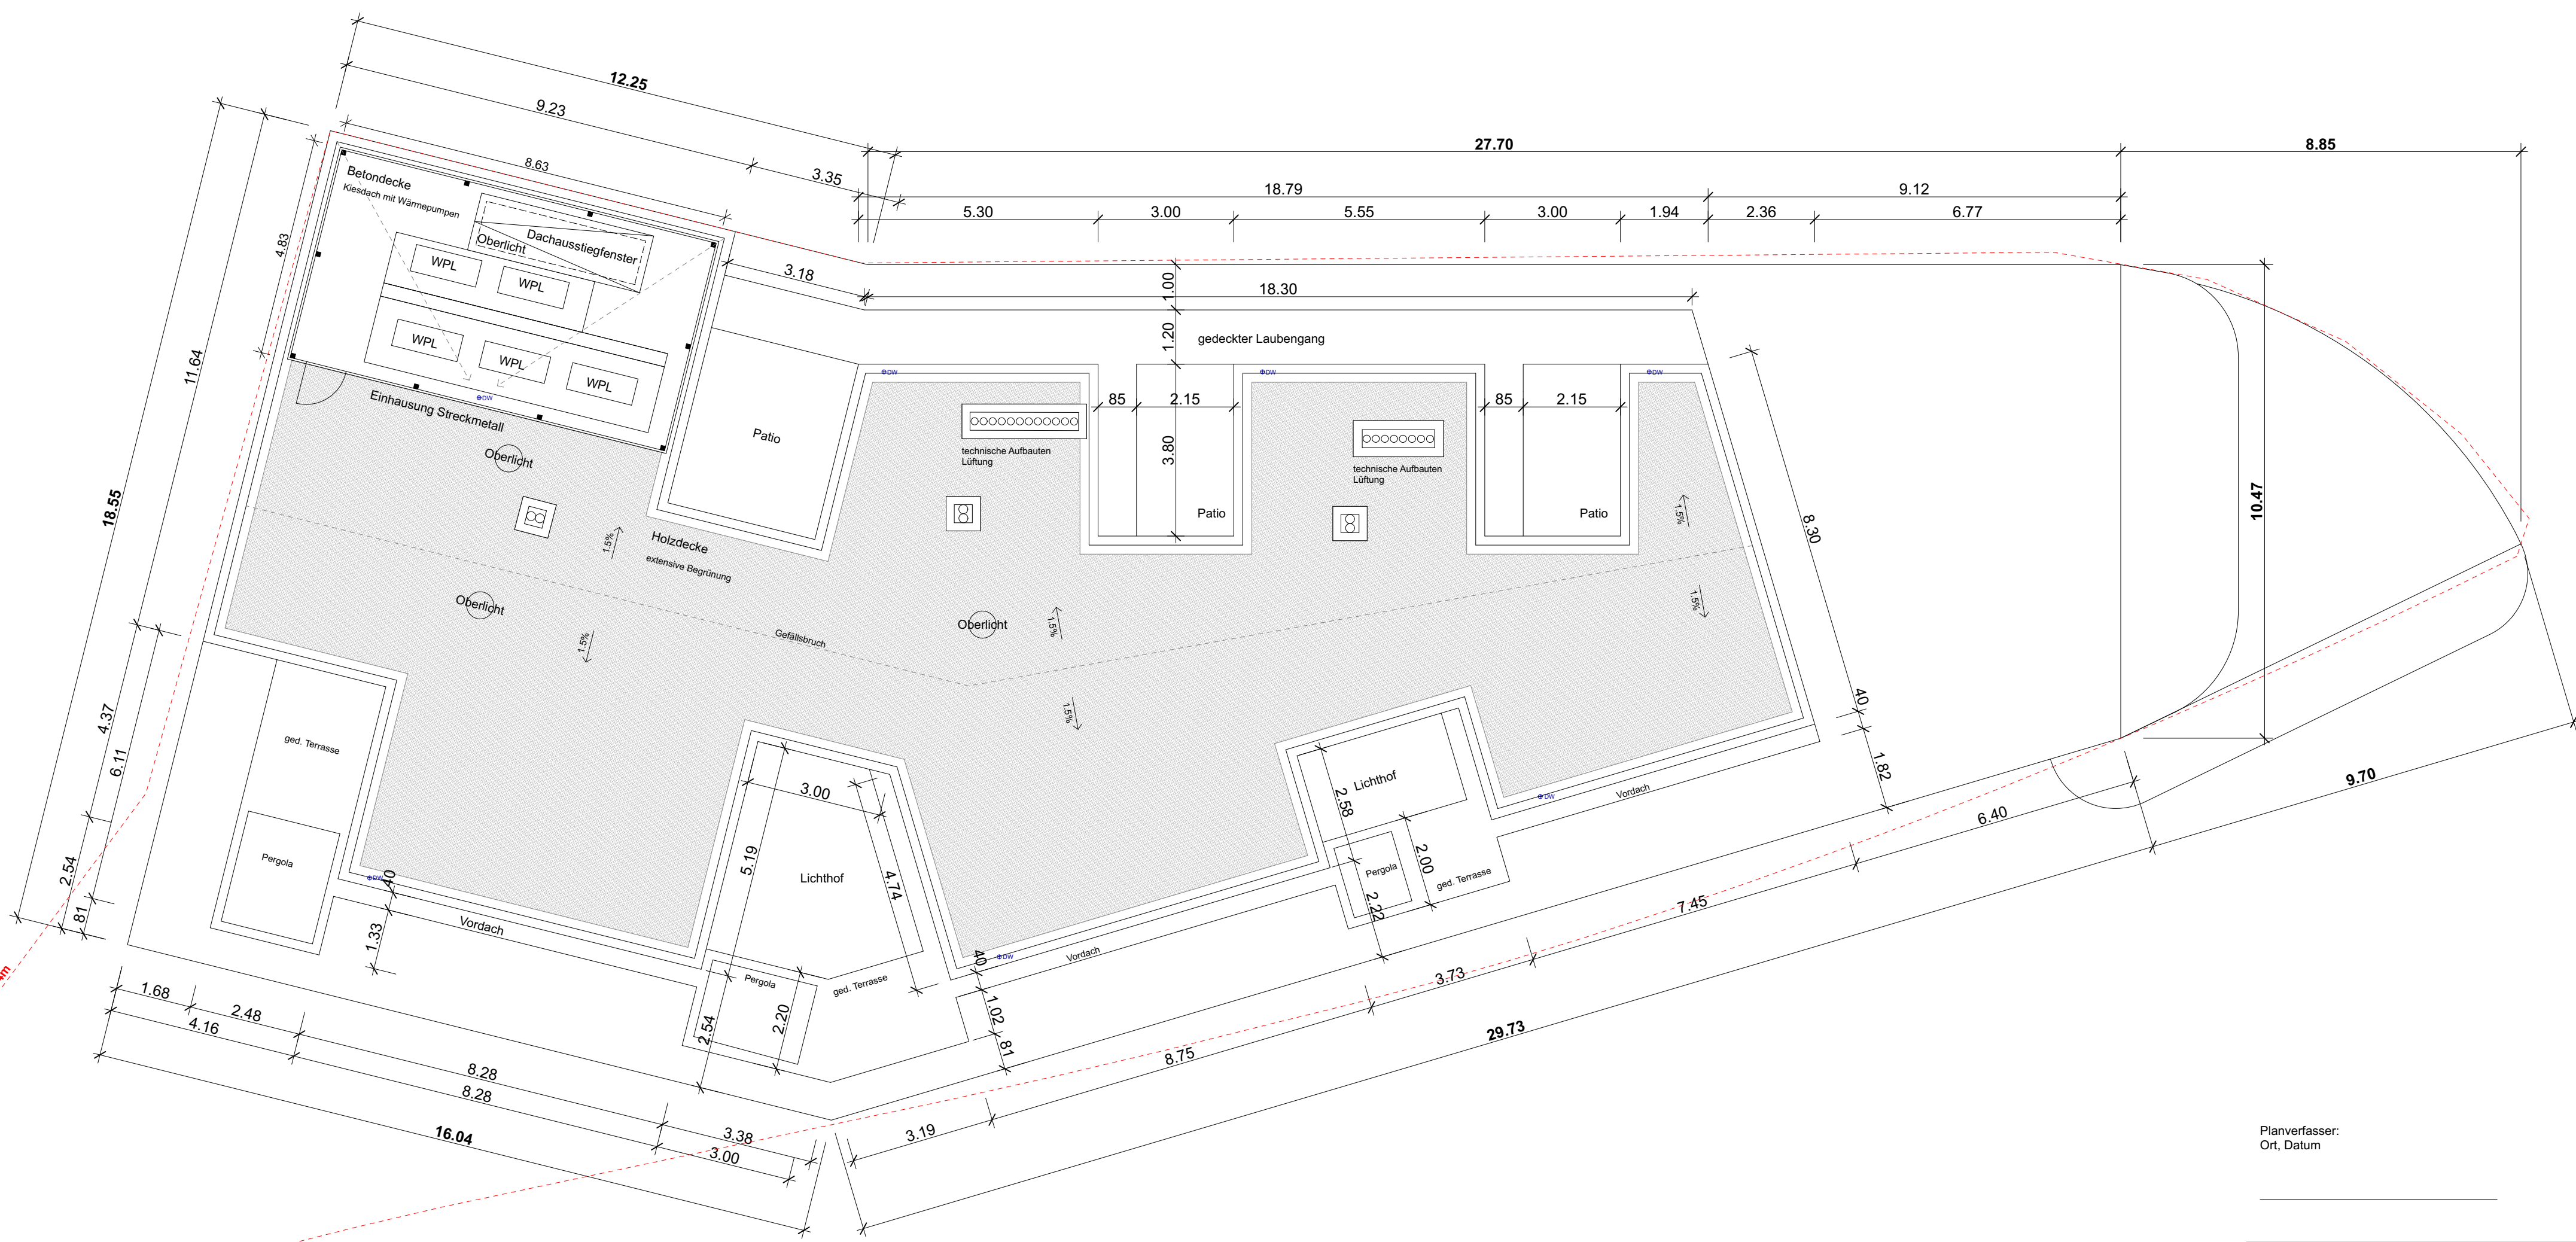 12.25
9.23
8.63
3.35
27.70
8.85
18.79
9.12
5.30
3.00
5.55
3.00
1.94
2.36
6.77
Betondecke
Kiesdach mit Wärmepumpen
Oberlicht
Dachausstiegfenster
WPL
WPL
WPL
WPL
WPL
DW
Einhausung Streckmetall
4.83
11.64
18.55
3.18
18.30
1.00
1.20
gedeckter Laubengang
DW
DW
DW
85
2.15
3.80
85
2.15
Patio
Patio
Patio
technische Aufbauten
Lüftung
technische Aufbauten
Lüftung
Oberlicht
Holzdecke
extensive Begrünung
1.5%
1.5%
1.5%
1.5%
1.5%
1.5%
Oberlicht
Oberlicht
Gefällsbruch
8.30
10.47
40
1.82
4.37
6.11
2.54
81
ged. Terrasse
Pergola
DW
40
1.33
Vordach
3.00
5.19
4.74
Lichthof
Pergola
ged. Terrasse
2.54
2.20
DW
40
1.02
81
Vordach
Lichthof
2.58
Pergola
2.00
2.22
ged. Terrasse
DW
Vordach
1.68
2.48
4.16
8.28
8.28
16.04
3.38
3.00
3.19
8.75
3.73
7.45
6.40
29.73
9.70
Planverfasser:
Ort, Datum